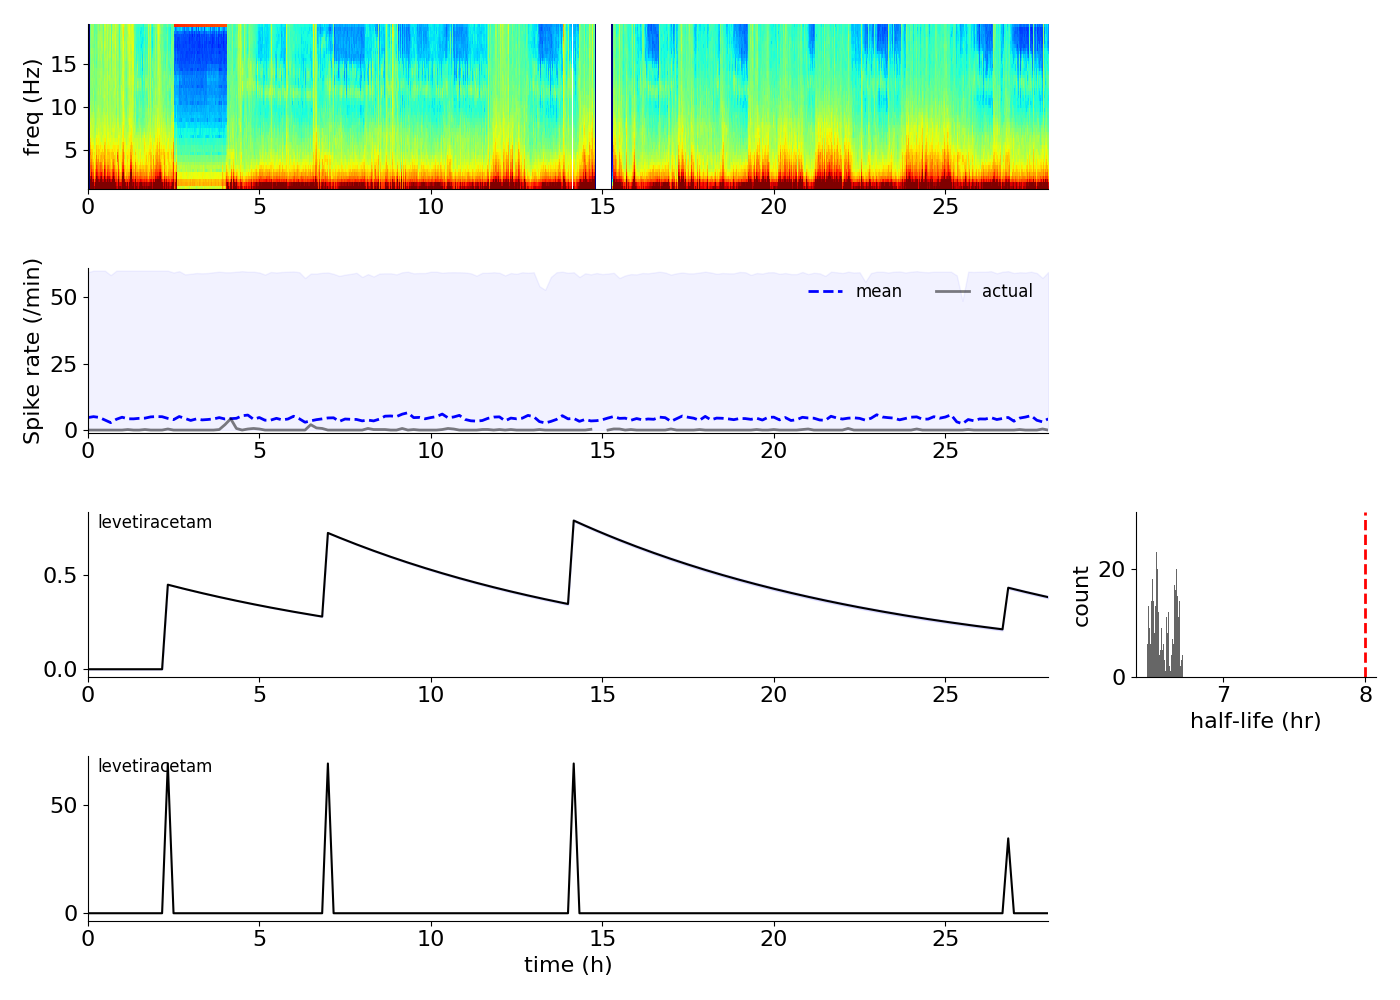 freq (Hz)
15
10
5
0 5 10 15 20 25
Spike rate (/min)
50
25
0
mean actual
0 5 10 15 20 25
levetiracetam
0.5
0.0
0 5 10 15 20 25
count
20
0
7 8
half-life (hr)
levetiracetam
50
0
0 5 10 15 20 25
time (h)